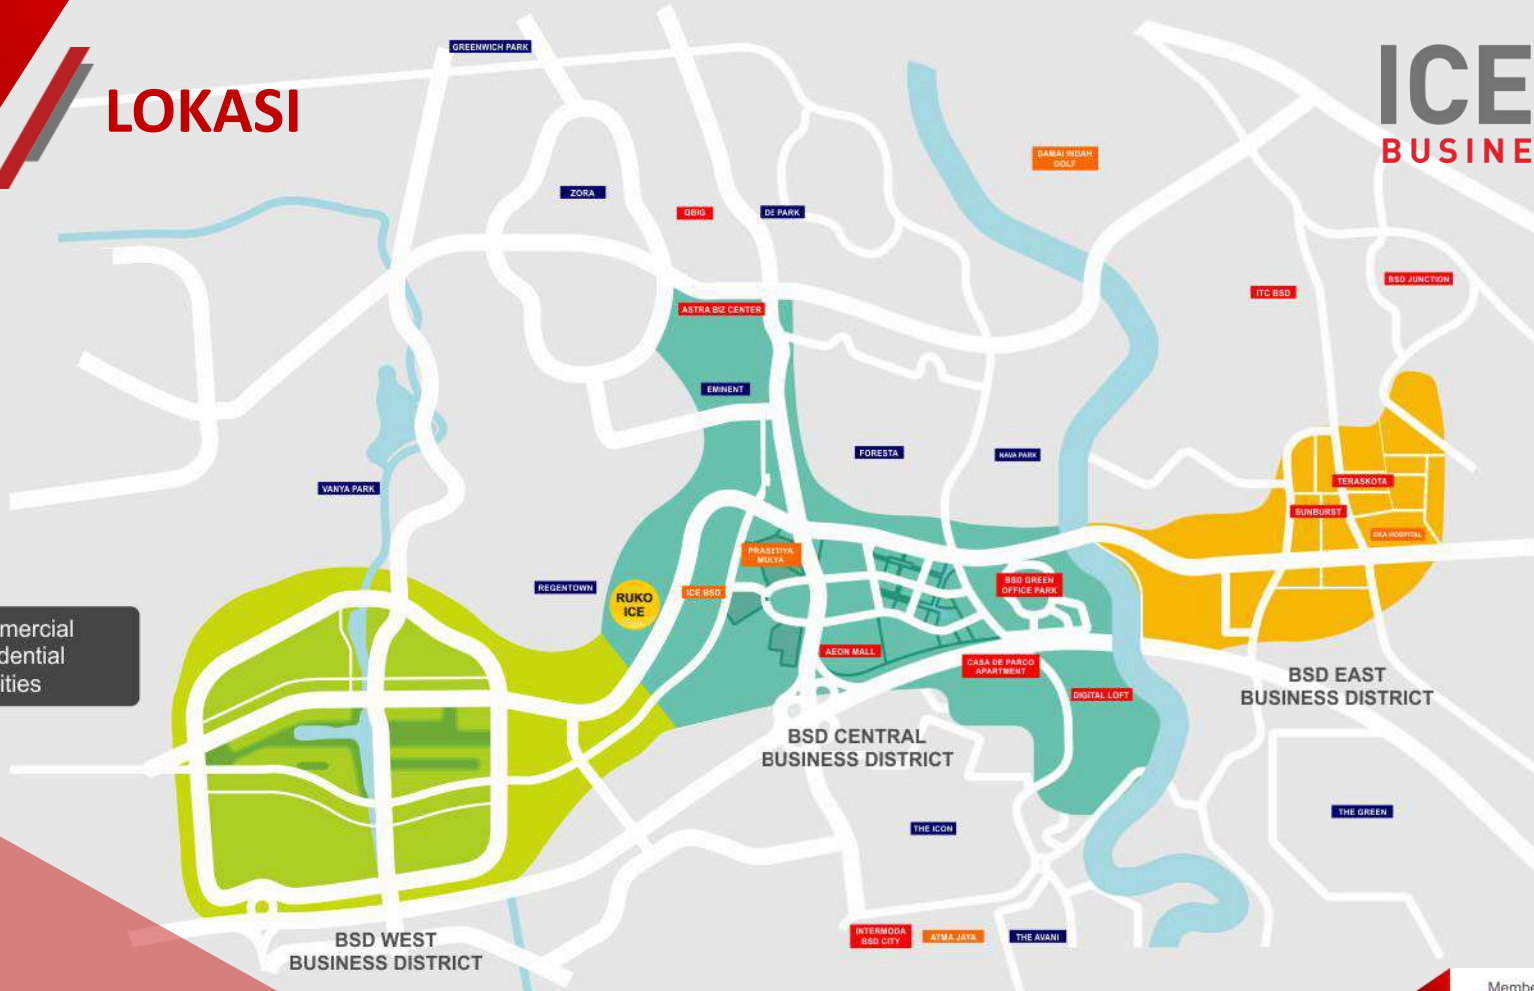 LOKASI
ICE
BUSINE
GREENWICH PARK
DAMAI INDAH
GOLF
ZORA
QBIG
DE PARK
BSD JUNCTION
ITC BSD
ASTRA BIZ CENTER
EMINENT
FORESTA
NAVA PARK
TERASKOTA
VANYA PARK
SUNBURST
EKA HOSPITAL
PRASETIYA
MULYA
REGENTOWN
ICE BSD
RUKO
ICE
BSD GREEN
OFFICE PARK
mercial
dential
ities
AEON MALL
CASA DE PARCO
APARTMENT
DIGITAL LOFT
BSD EAST
BUSINESS DISTRICT
BSD CENTRAL
BUSINESS DISTRICT
THE ICON
THE GREEN
INTERMODA
BSD CITY
ATMA JAYA
THE AVANI
BSD WEST
BUSINESS DISTRICT
Membe